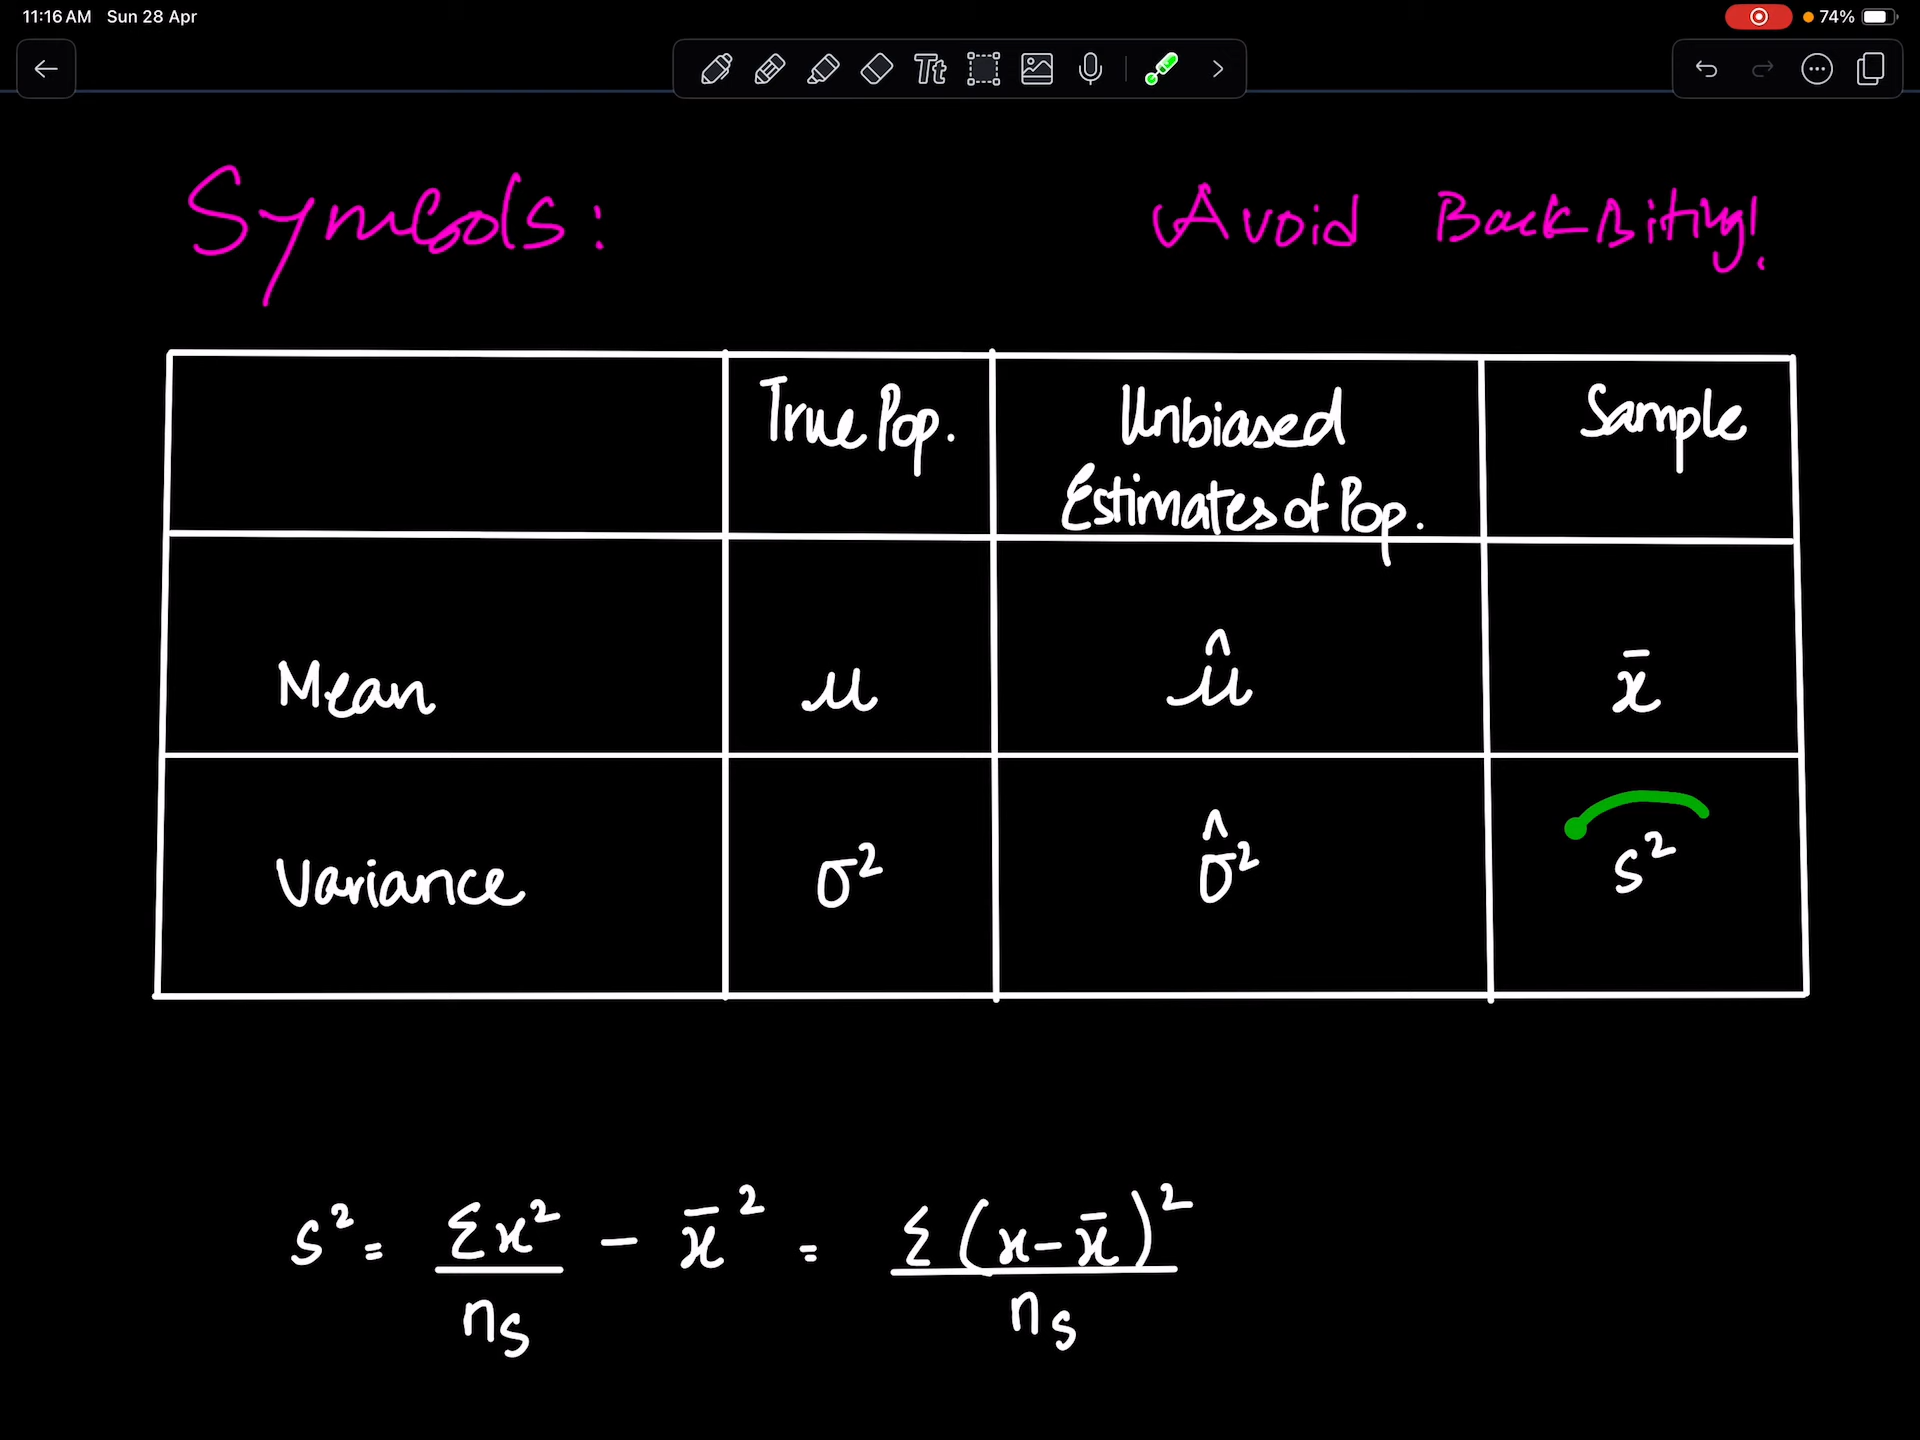 11:16 AM Sun 28 Apr
74%
Tt
Symbols:
Avoid BackBiting!
True Pop.
Unbiased
Estimates of Pop.
Sample
Mean
μ
μ̂
x̄
Variance
σ²
σ̂²
s²
s² = Σx²/nₛ − x̄² = Σ(x−x̄)²/nₛ